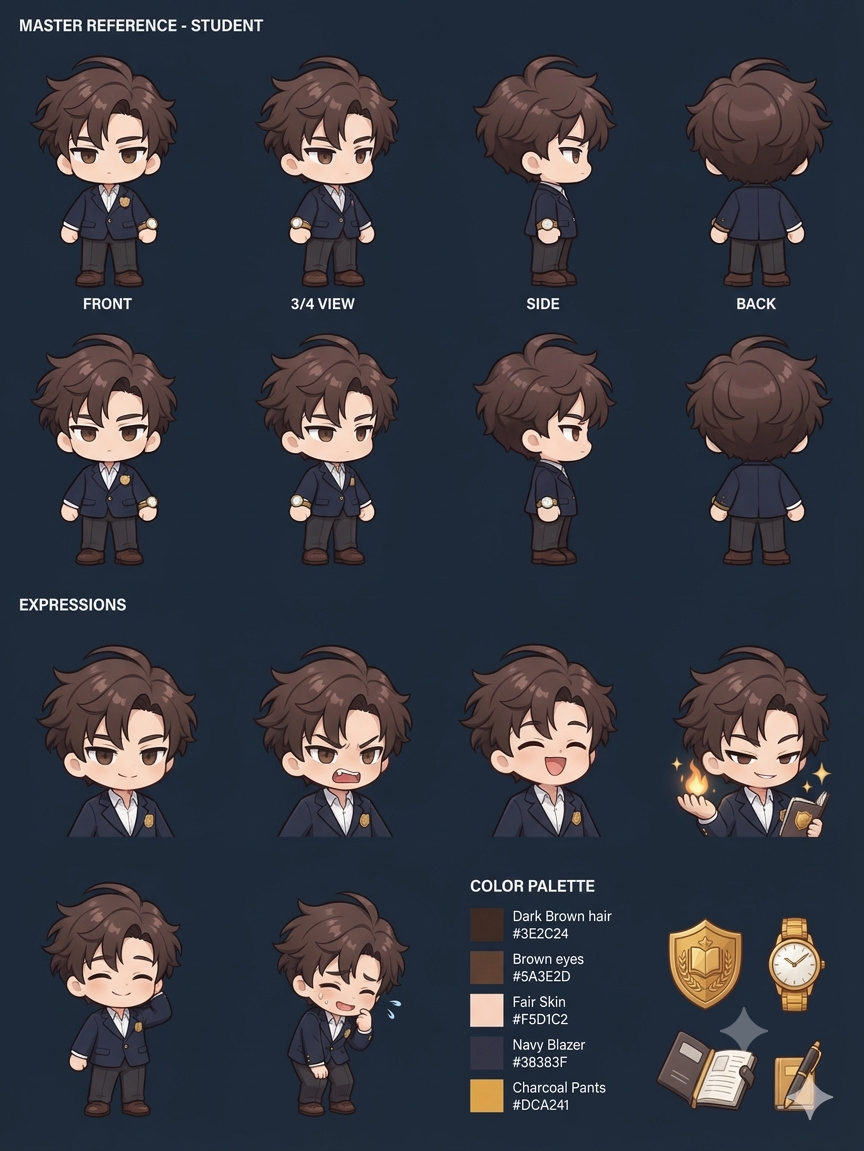 MASTER REFERENCE - STUDENT
FRONT
3/4 VIEW
SIDE
BACK
EXPRESSIONS
COLOR PALETTE
Dark Brown hair
#3E2C24
Brown eyes
#5A3E2D
Fair Skin
#F5D1C2
Navy Blazer
#38383F
Charcoal Pants
#DCA241